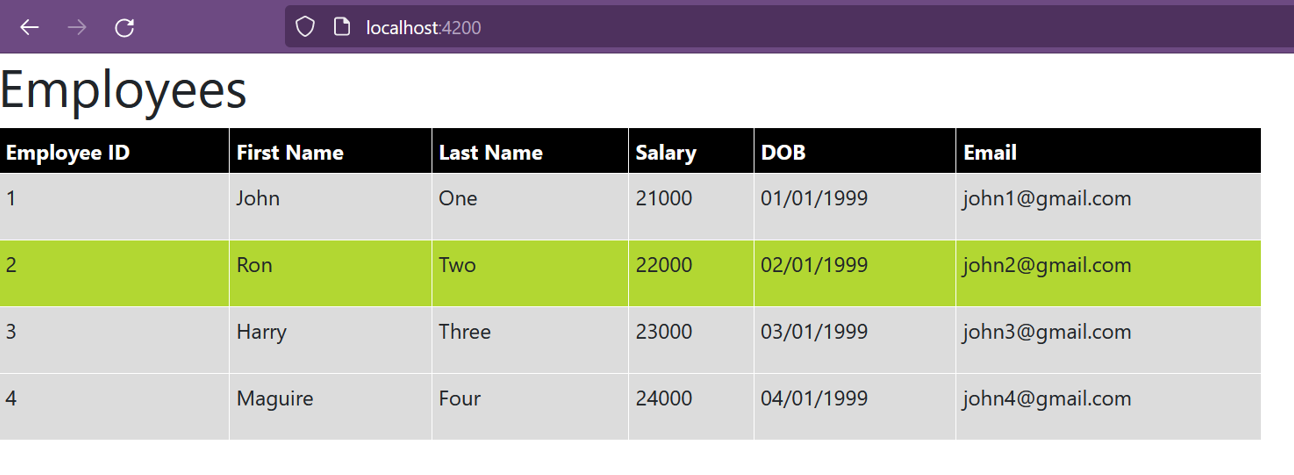 localhost:4200
Employees
Employee ID First Name Last Name Salary DOB Email
1 John One 21000 01/01/1999 john1@gmail.com
2 Ron Two 22000 02/01/1999 john2@gmail.com
3 Harry Three 23000 03/01/1999 john3@gmail.com
4 Maguire Four 24000 04/01/1999 john4@gmail.com